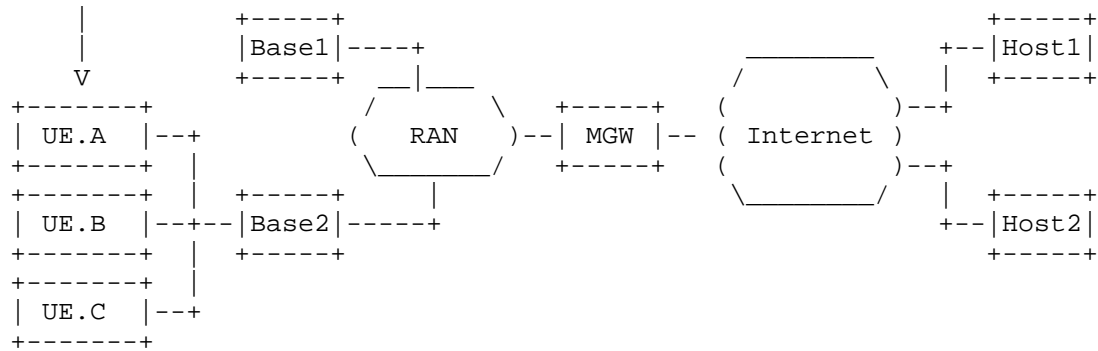 Base1
Host1
UE.A
RAN
MGW
Internet
UE.B
Base2
Host2
UE.C